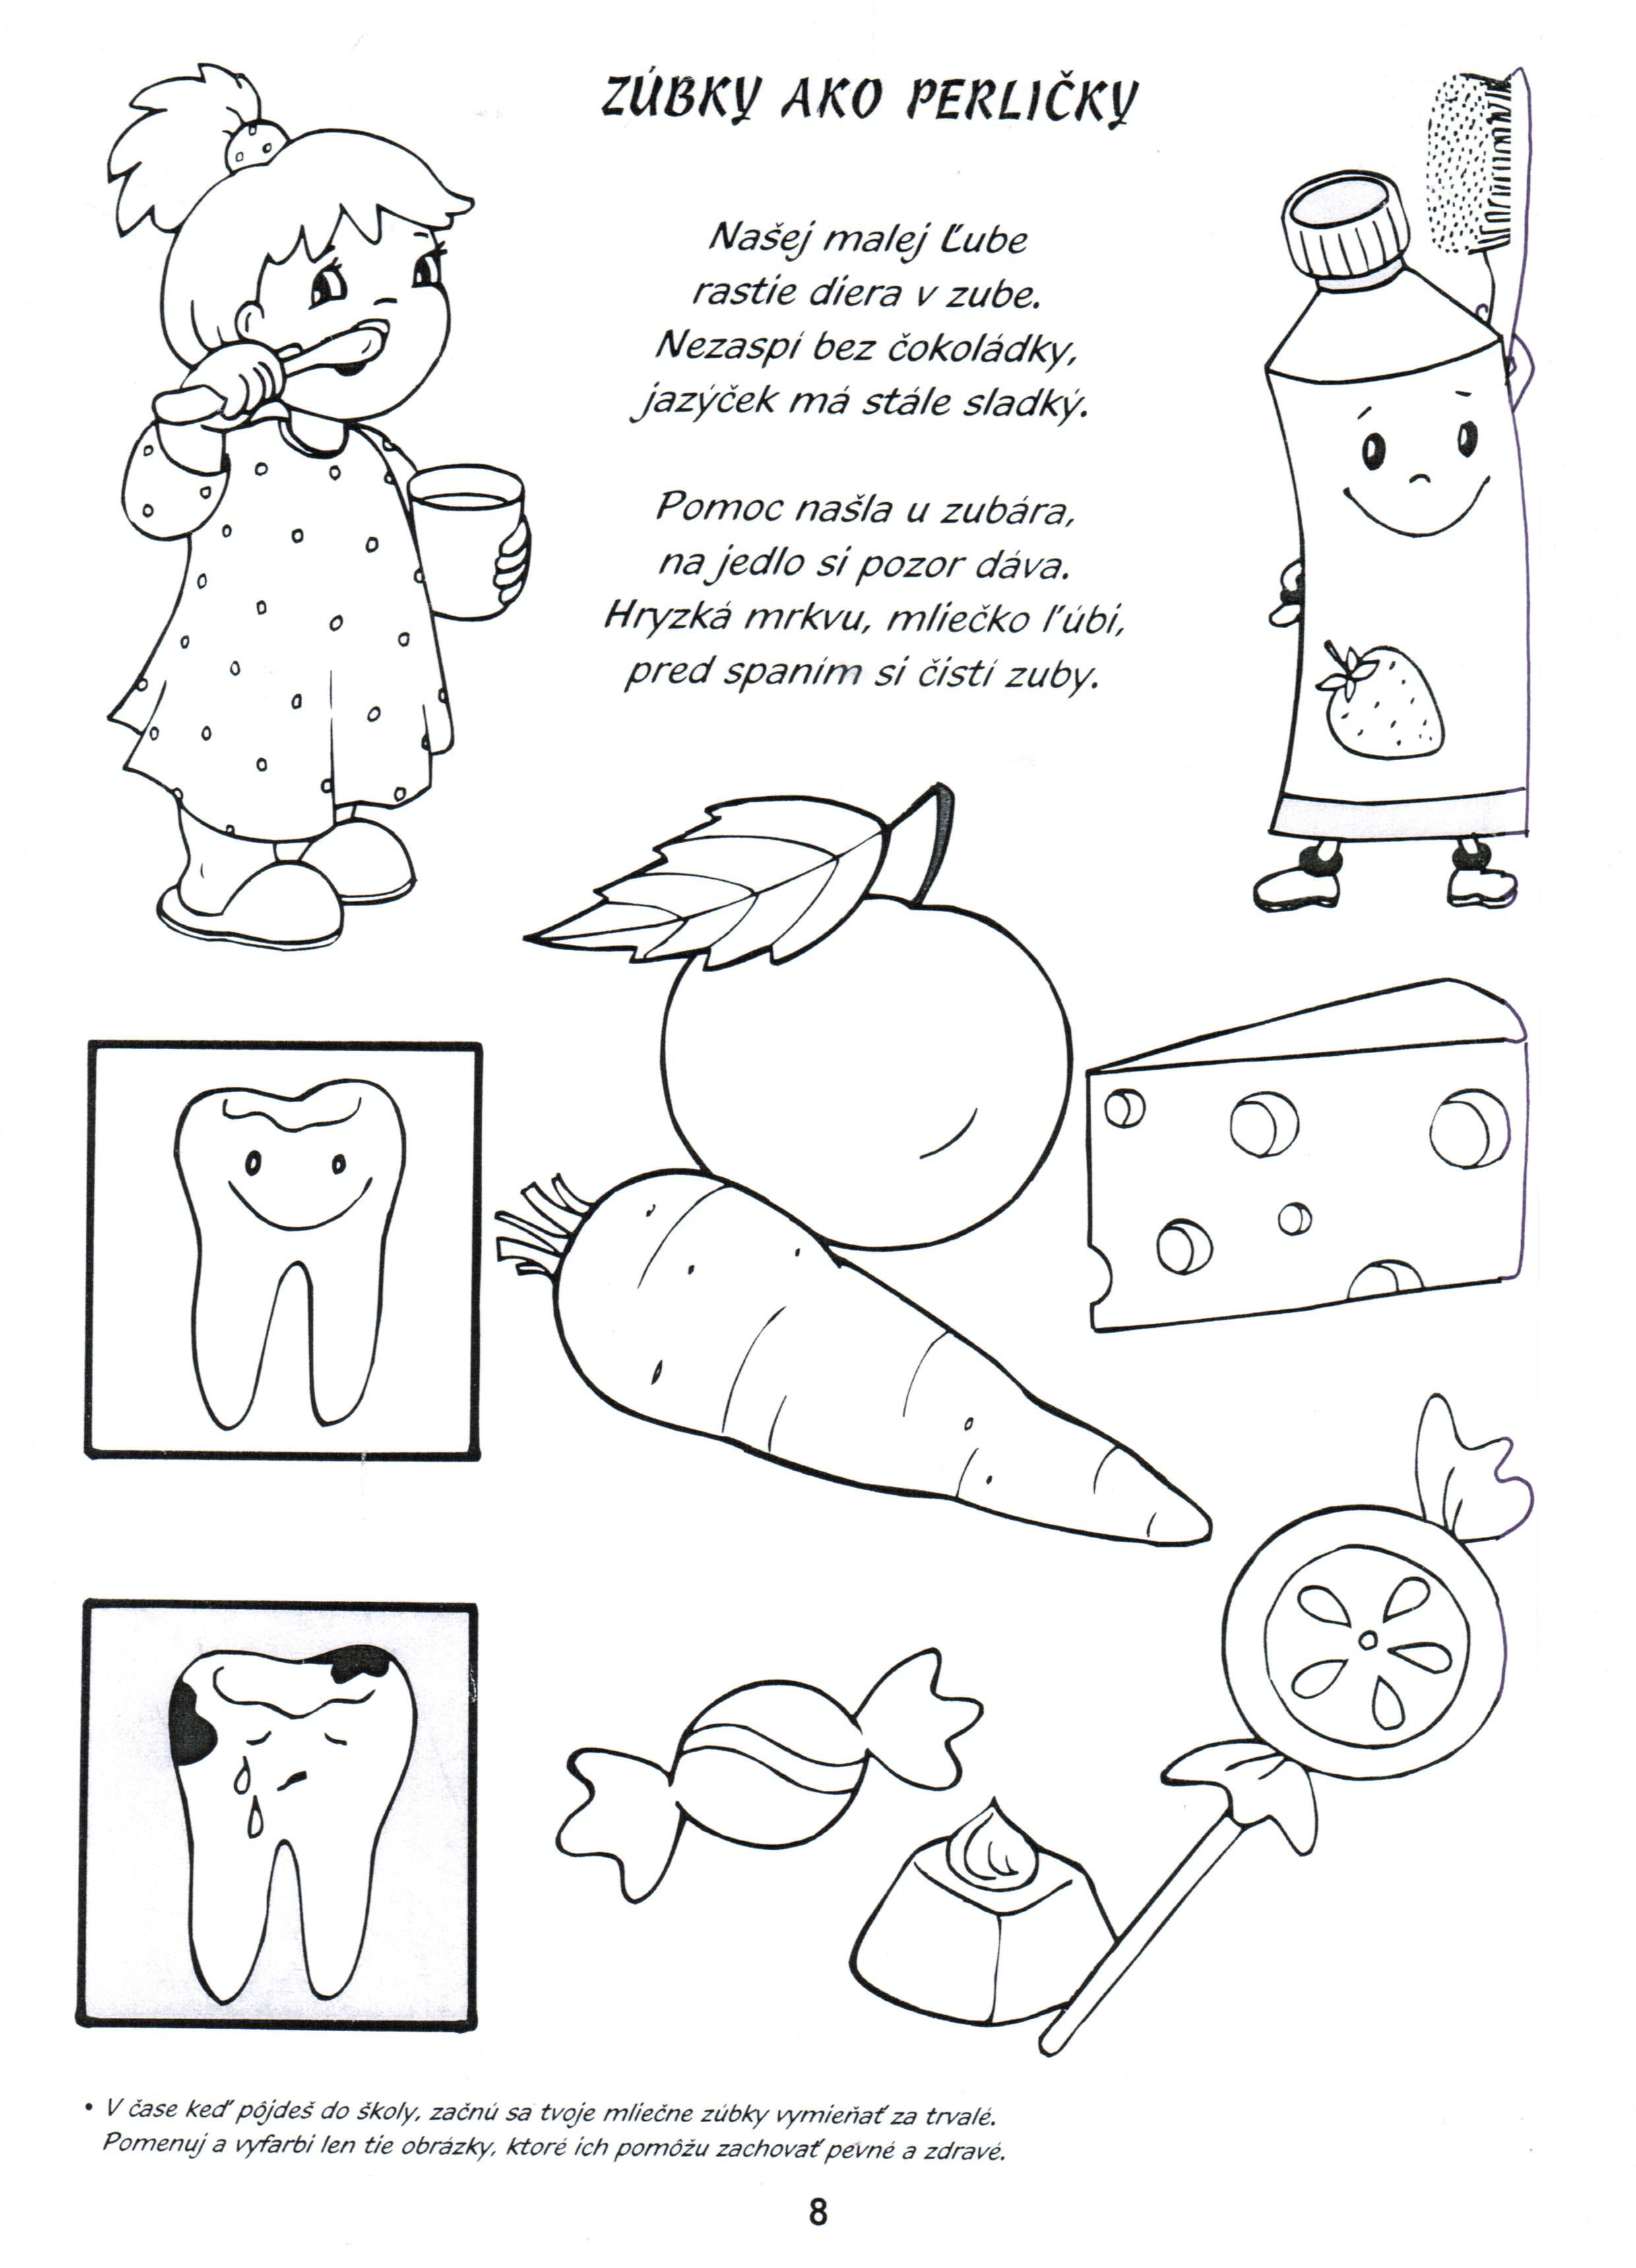 ZÚBKY AKO PERLIČKY
Našej malej Ľube
rastie diera v zube.
Nezaspí bez čokoládky,
jazýček má stále sladký.
Pomoc našla u zubára,
na jedlo si pozor dáva.
Hryzká mrkvu, mliečko ľúbi,
pred spaním si čistí zuby.
• V čase keď pôjdeš do školy, začnú sa tvoje mliečne zúbky vymieňať za trvalé.
Pomenuj a vyfarbi len tie obrázky, ktoré ich pomôžu zachovať pevné a zdravé.
8